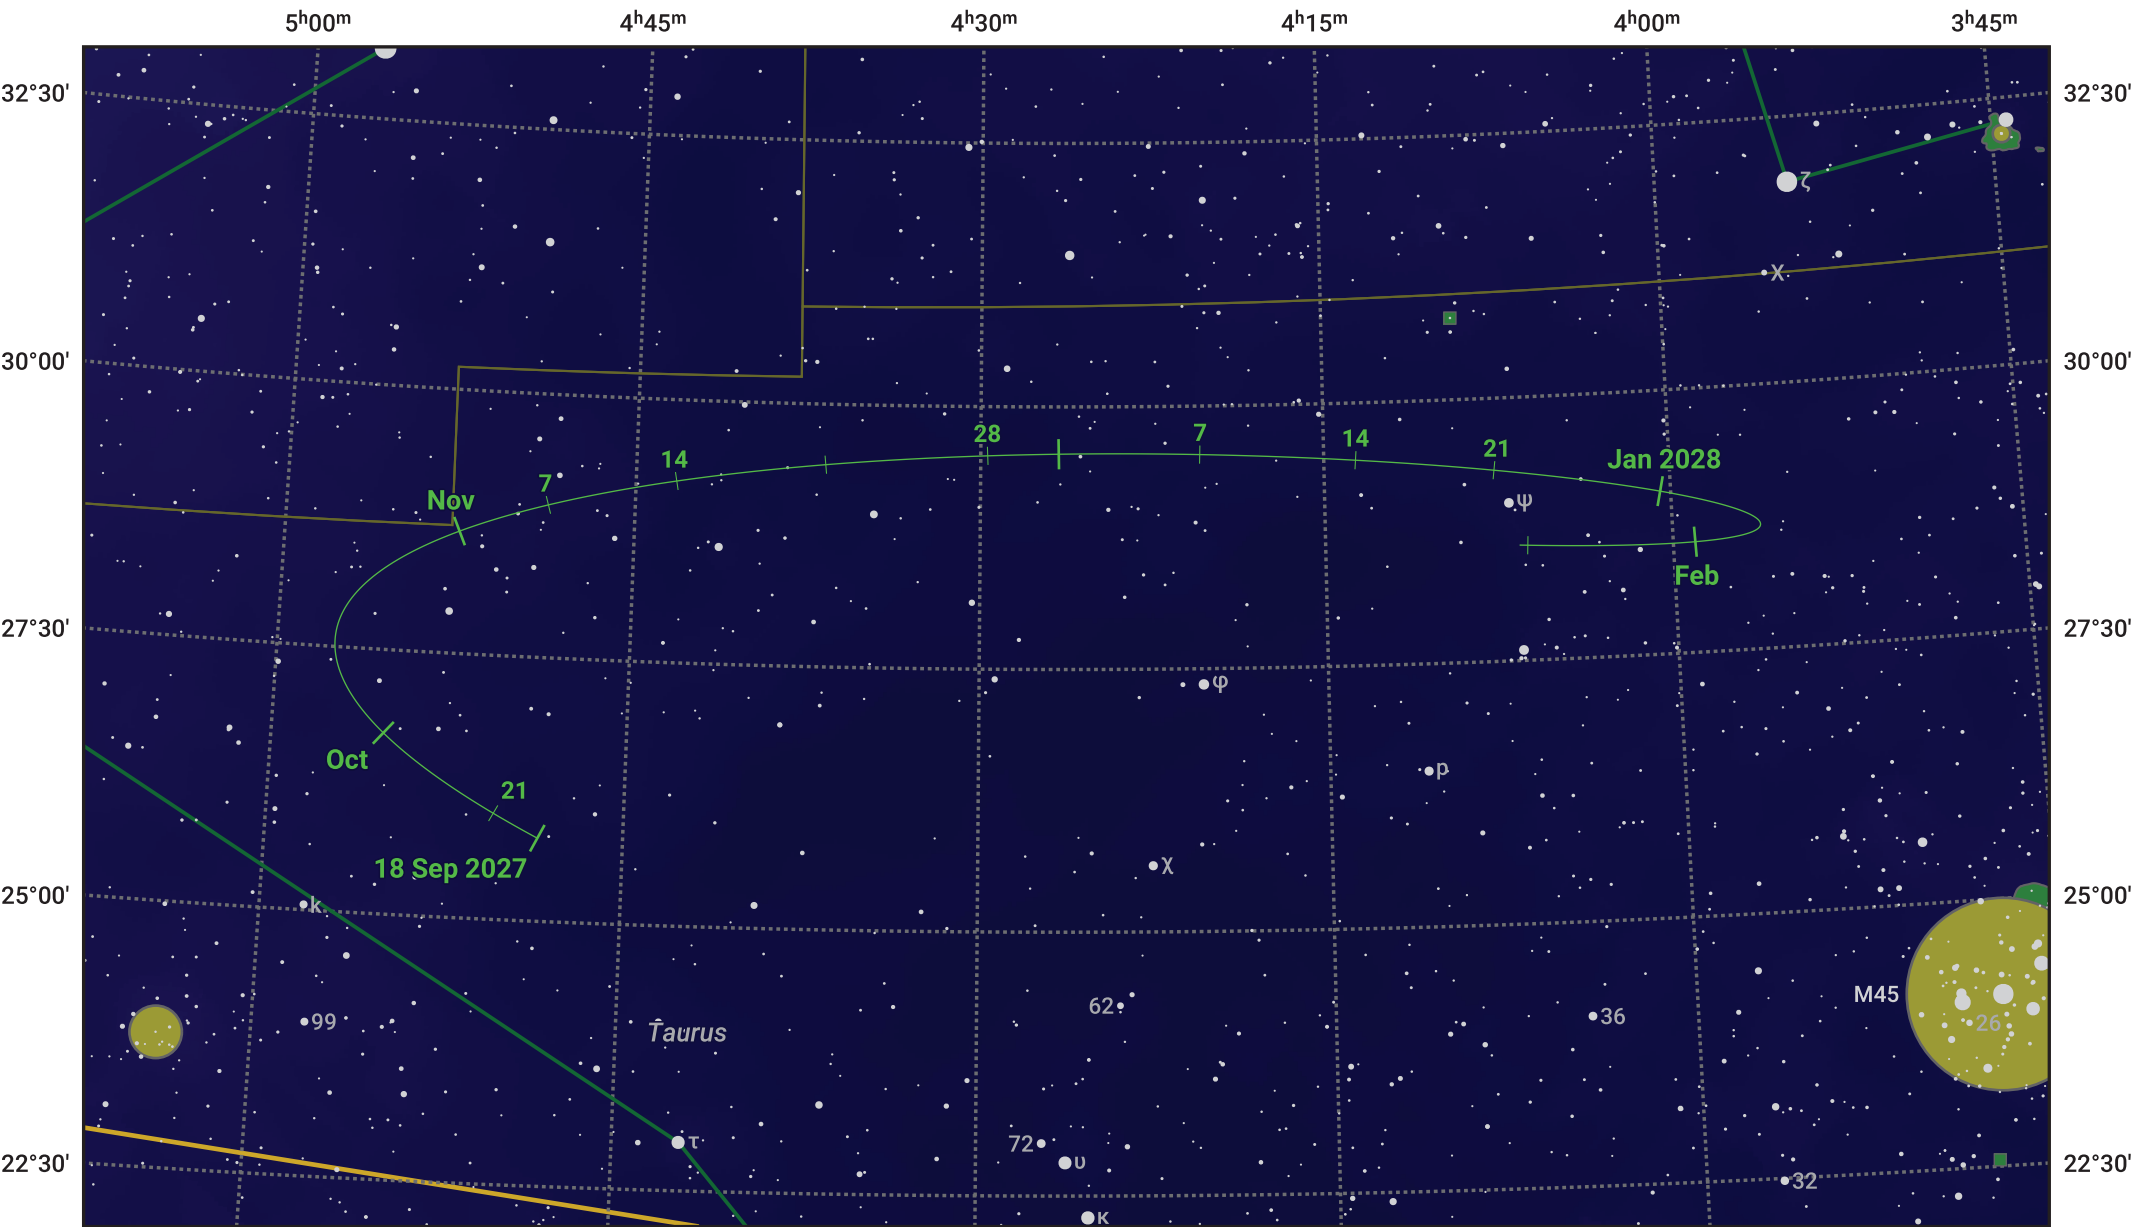 5ʰ00ᵐ 4ʰ45ᵐ 4ʰ30ᵐ 4ʰ15ᵐ 4ʰ00ᵐ 3ʰ45ᵐ
32°30' 32°30'
ζ
χ
30°00' 30°00'
28 7 14 21 Jan 2028
14
7
Nov ψ
Feb
27°30' 27°30'
φ
Oct p
21
18 Sep 2027 χ
25°00' 25°00'
k
M45
62 36
99 26
Taurus
τ 72
υ
22°30' 22°30'
32
κ